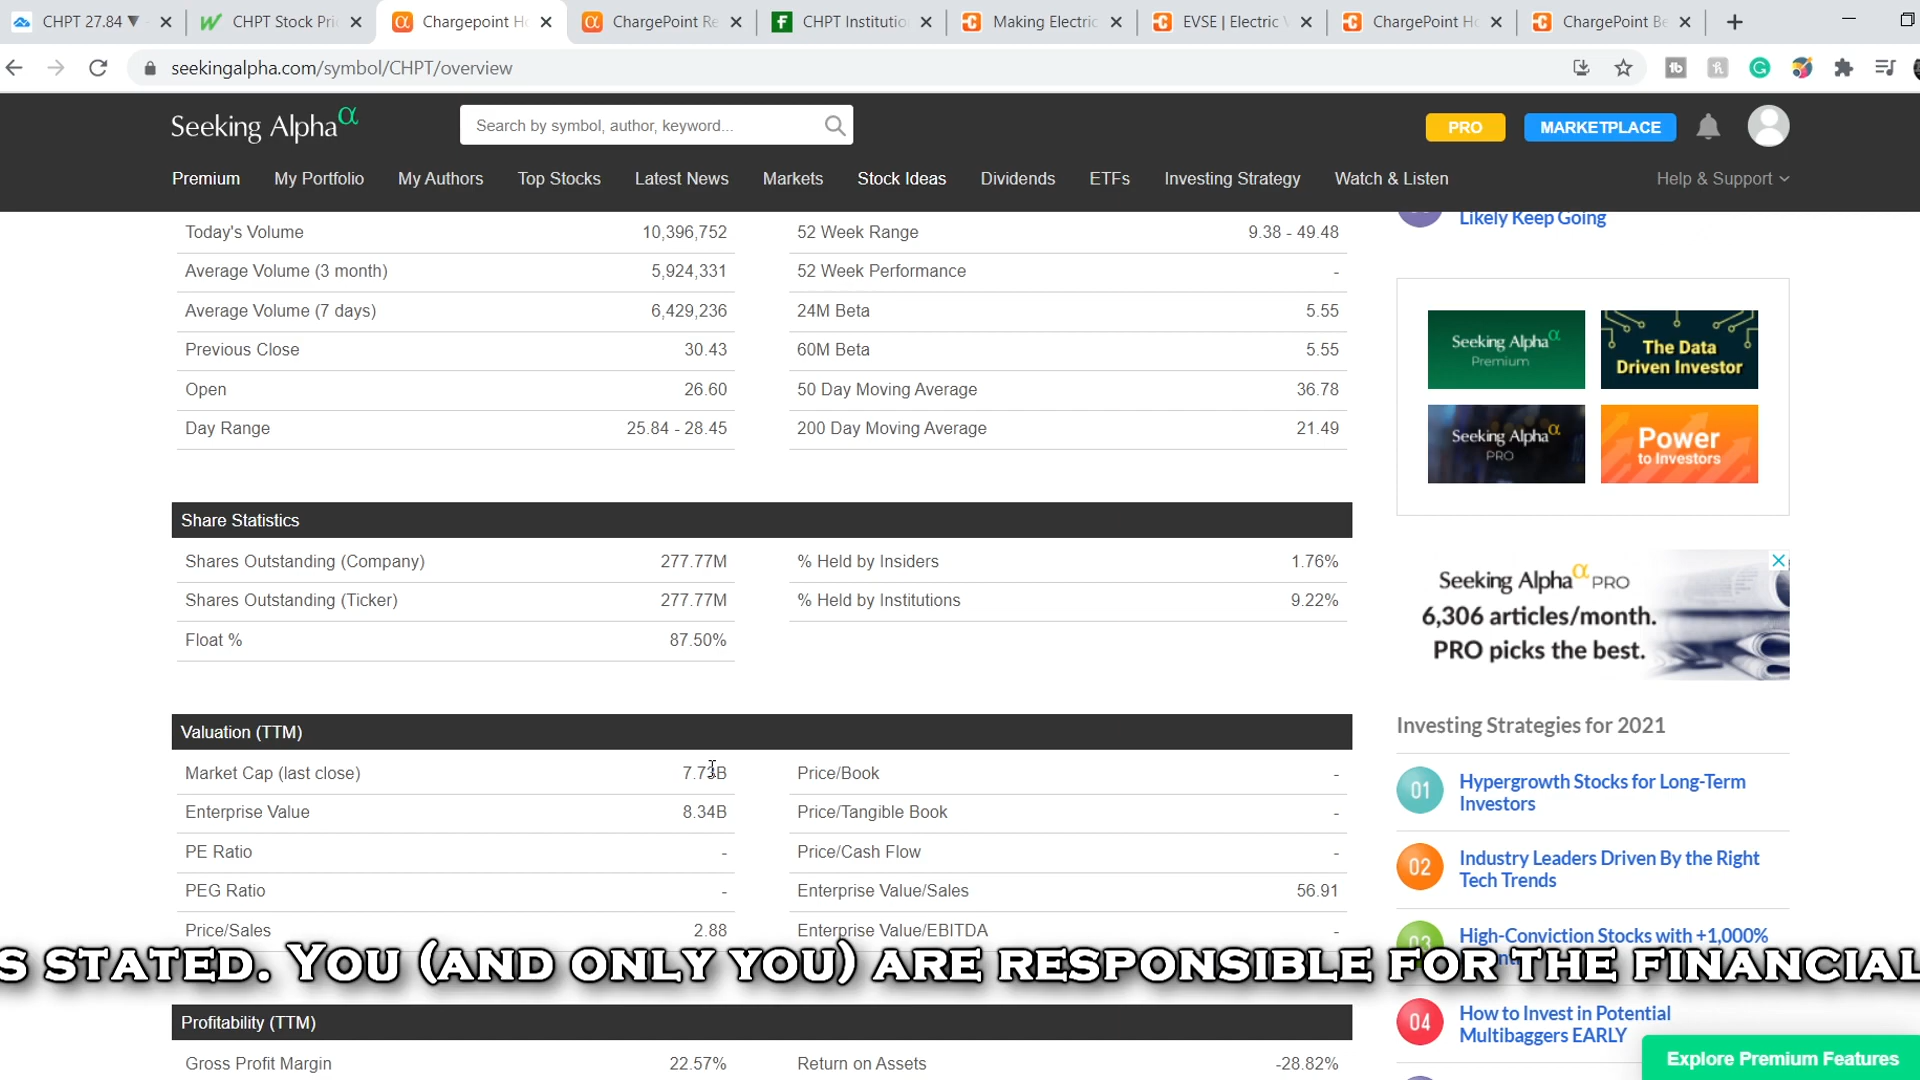 CHPT 27.84 ▼
CHPT Stock Pri
Chargepoint H
ChargePoint Re
CHPT Institutio
Making Electric
EVSE | Electric V
ChargePoint Ho
ChargePoint Be
seekingalpha.com/symbol/CHPT/overview
Seeking Alphaα
Search by symbol, author, keyword...
PRO
MARKETPLACE
Premium
My Portfolio
My Authors
Top Stocks
Latest News
Markets
Stock Ideas
Dividends
ETFs
Investing Strategy
Watch & Listen
Help & Support
Today's Volume 10,396,752
Average Volume (3 month) 5,924,331
Average Volume (7 days) 6,429,236
Previous Close 30.43
Open 26.60
Day Range 25.84 - 28.45
52 Week Range 9.38 - 49.48
52 Week Performance -
24M Beta 5.55
60M Beta 5.55
50 Day Moving Average 36.78
200 Day Moving Average 21.49
Share Statistics
Shares Outstanding (Company) 277.77M
Shares Outstanding (Ticker) 277.77M
Float % 87.50%
% Held by Insiders 1.76%
% Held by Institutions 9.22%
Valuation (TTM)
Market Cap (last close) 7.73B
Enterprise Value 8.34B
PE Ratio -
PEG Ratio -
Price/Sales 2.88
Price/Book -
Price/Tangible Book -
Price/Cash Flow -
Enterprise Value/Sales 56.91
Enterprise Value/EBITDA -
S STATED. YOU (AND ONLY YOU) ARE RESPONSIBLE FOR THE FINANCIAL
Profitability (TTM)
Gross Profit Margin 22.57%
Return on Assets -28.82%
Likely Keep Going
Seeking Alphaα
Premium
The Data
Driven Investor
Seeking Alphaα
PRO
Power
to Investors
Seeking Alphaα PRO
6,306 articles/month.
PRO picks the best.
Investing Strategies for 2021
01
Hypergrowth Stocks for Long-Term
Investors
02
Industry Leaders Driven By the Right
Tech Trends
03
High-Conviction Stocks with +1,000%
04
How to Invest in Potential
Multibaggers EARLY
Explore Premium Features